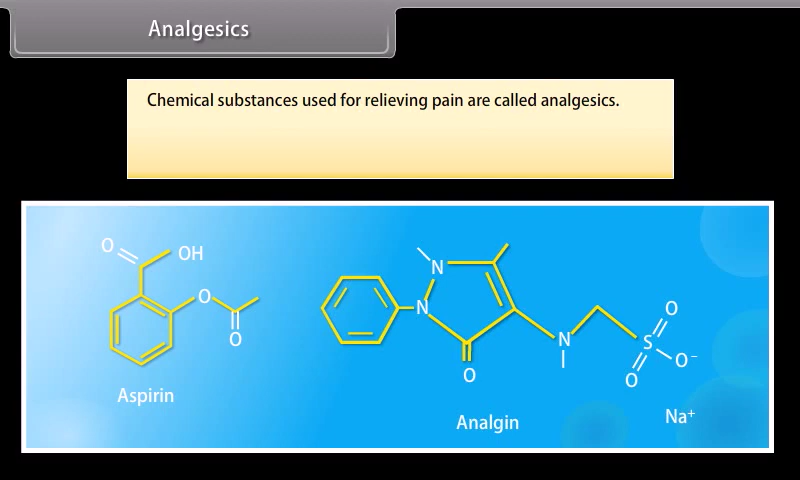 Analgesics
Chemical substances used for relieving pain are called analgesics.
O
OH
O
O
Aspirin
N
N
O
N
S
O
O
O⁻
Na⁺
Analgin